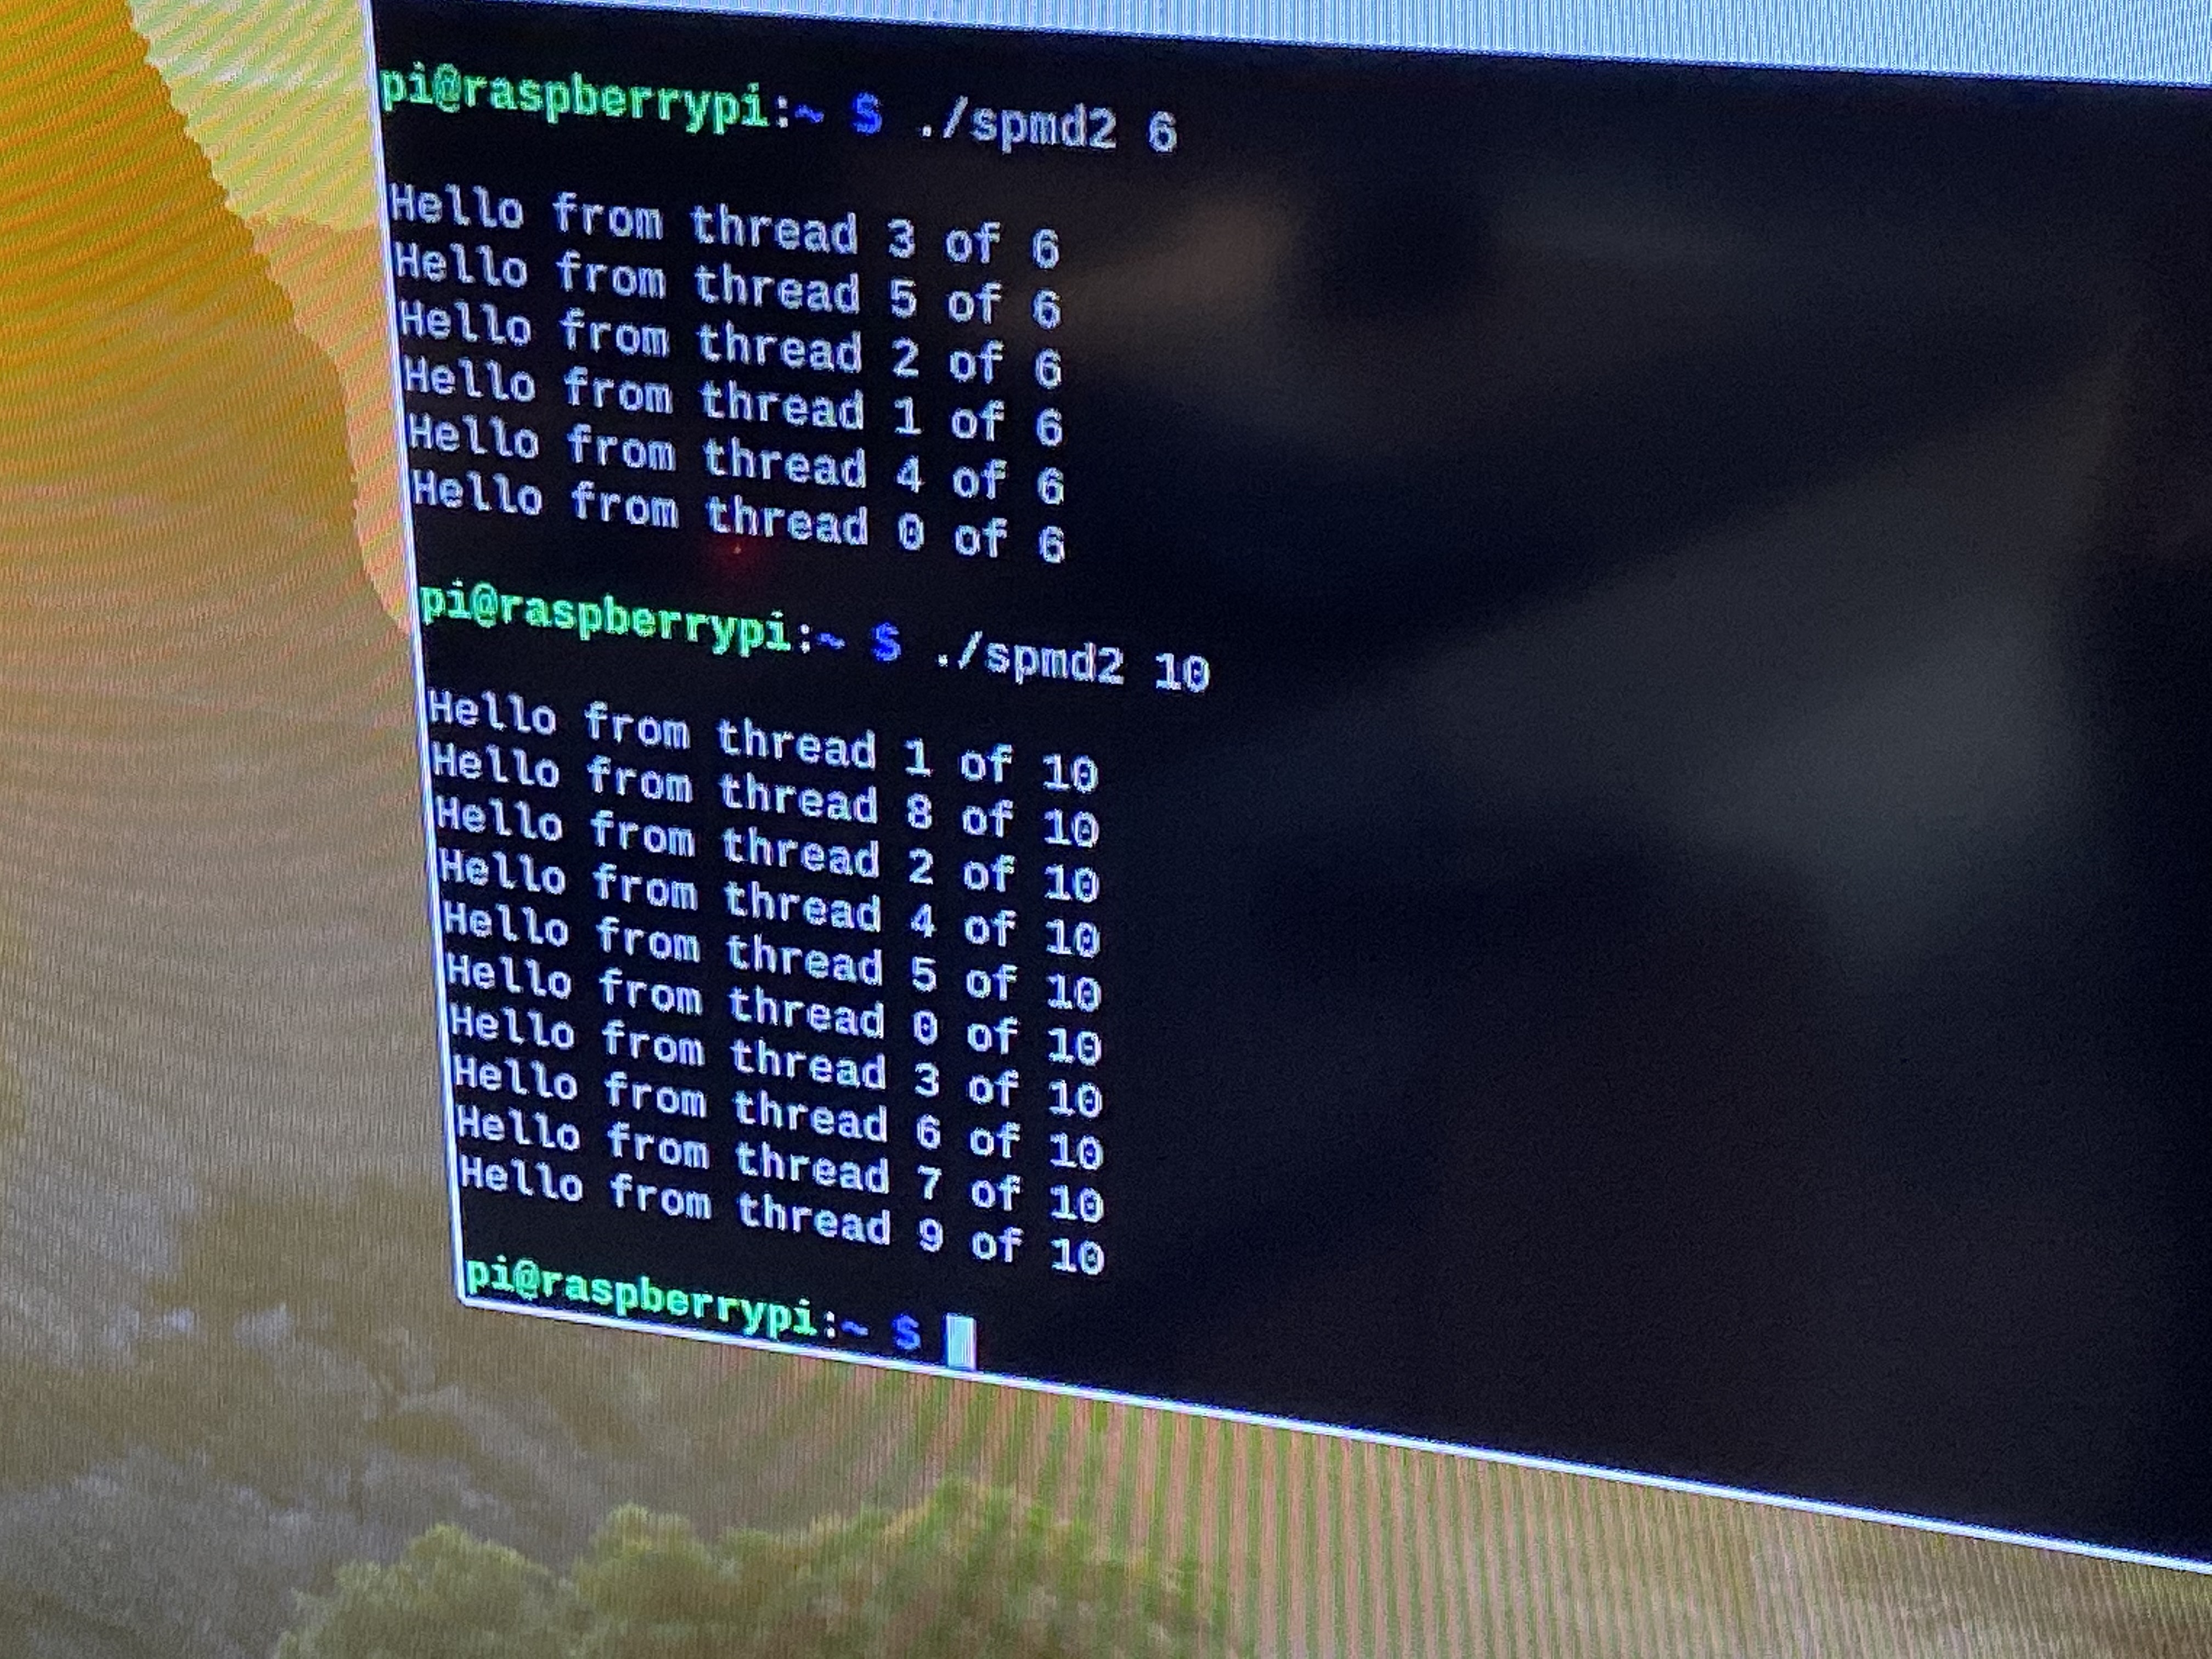 pi@raspberrypi:~ $ ./spmd2 6
Hello from thread 3 of 6
Hello from thread 5 of 6
Hello from thread 2 of 6
Hello from thread 1 of 6
Hello from thread 4 of 6
Hello from thread 0 of 6
pi@raspberrypi:~ $ ./spmd2 10
Hello from thread 1 of 10
Hello from thread 8 of 10
Hello from thread 2 of 10
Hello from thread 4 of 10
Hello from thread 5 of 10
Hello from thread 0 of 10
Hello from thread 3 of 10
Hello from thread 6 of 10
Hello from thread 7 of 10
Hello from thread 9 of 10
pi@raspberrypi:~ $